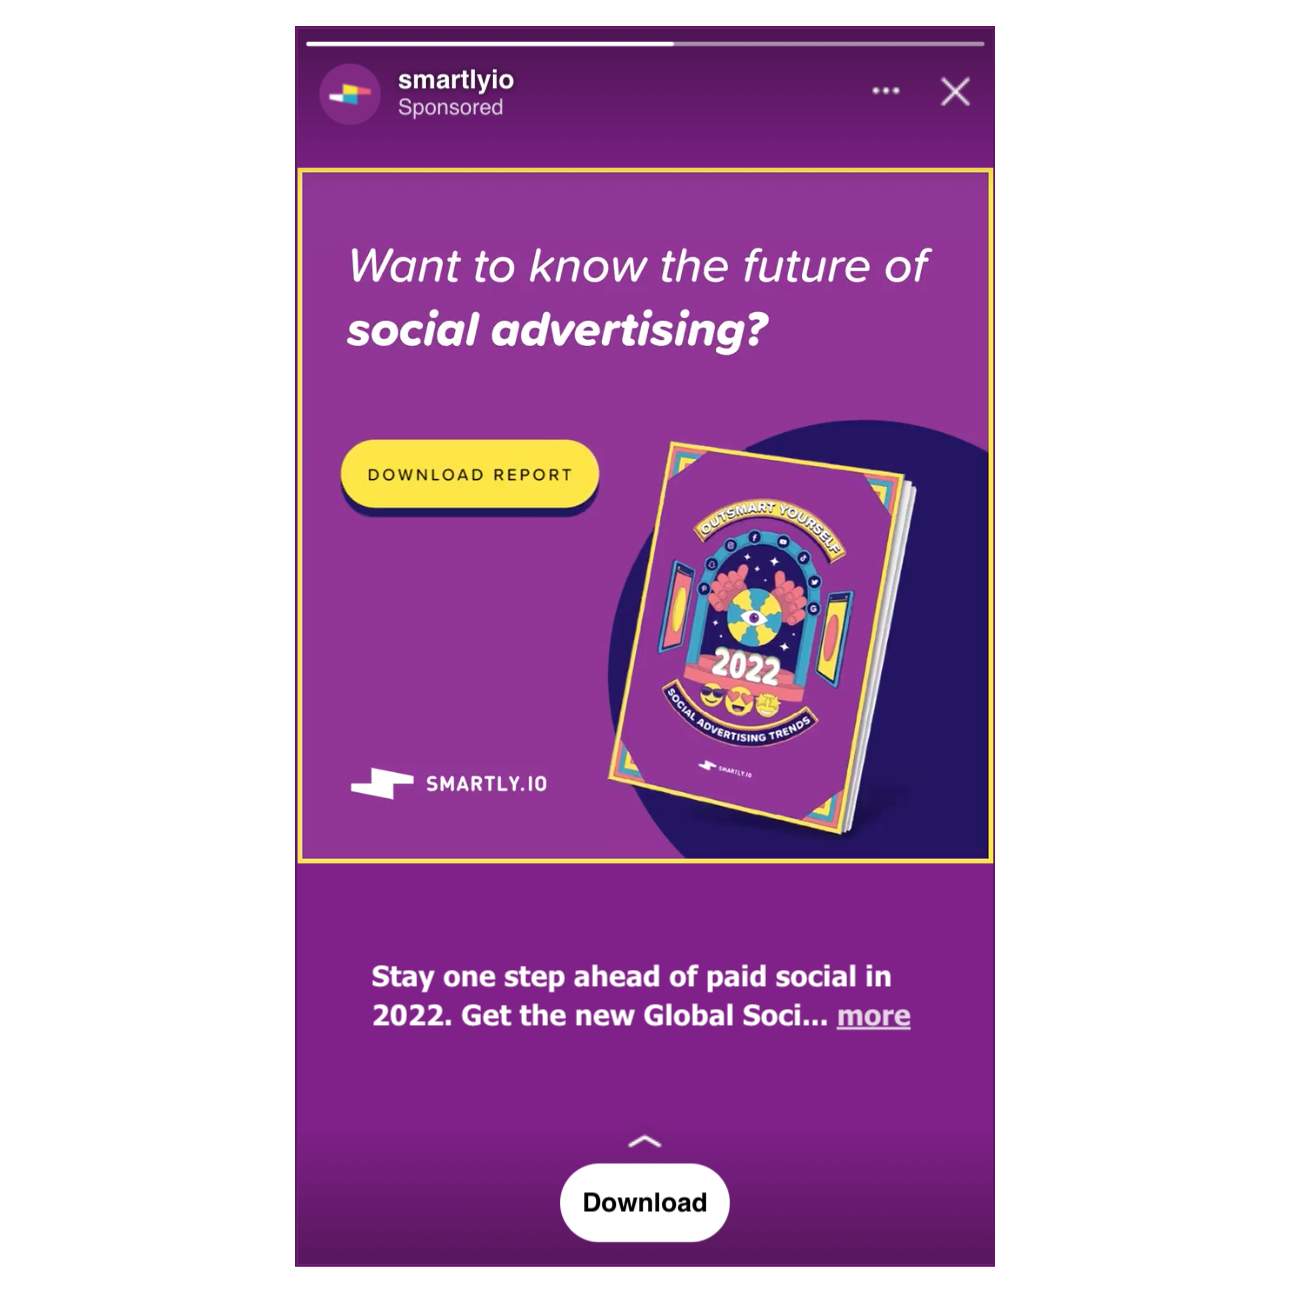 smartlyio
Sponsored
Want to know the future of
social advertising?
DOWNLOAD REPORT
OUTSMART YOURSELF
2022
SOCIAL ADVERTISING TRENDS
SMARTLY.IO
SMARTLY.IO
Stay one step ahead of paid social in
2022. Get the new Global Soci... more
Download